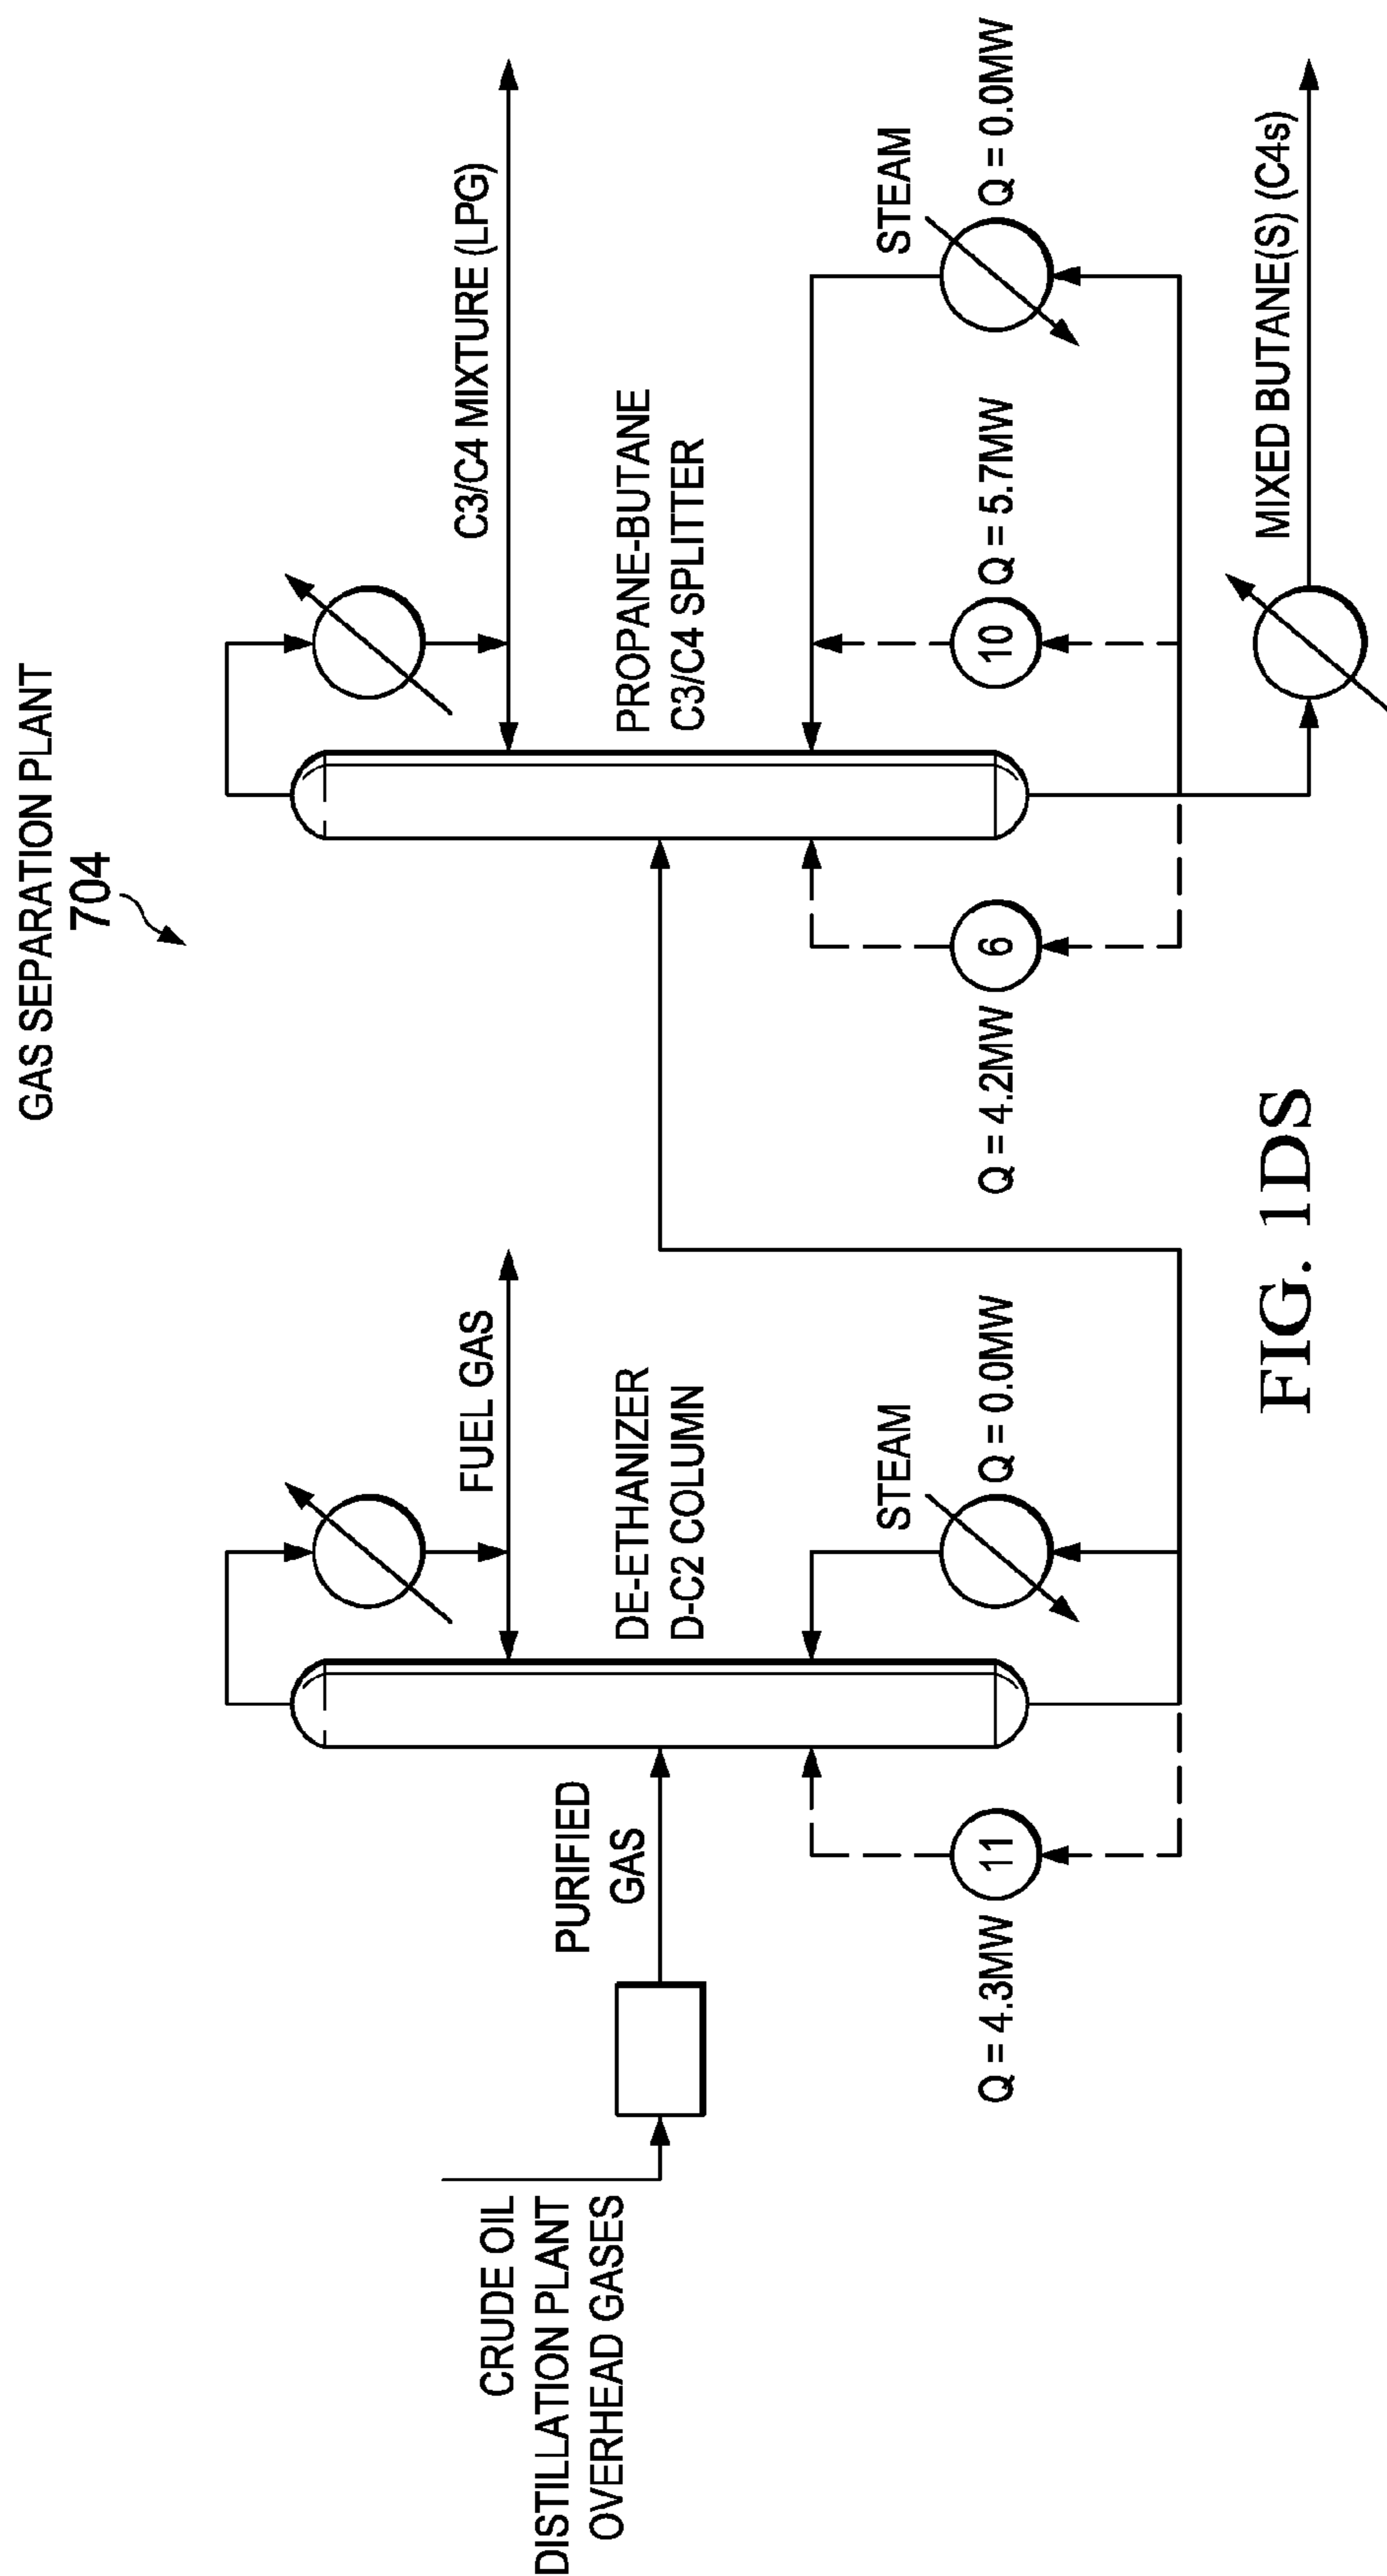 GAS SEPARATION PLANT
704
CRUDE OIL
DISTILLATION PLANT
OVERHEAD GASES
PURIFIED
GAS
FUEL GAS
DE-ETHANIZER
D-C2 COLUMN
STEAM
Q = 0.0MW
11
Q = 4.3MW
C3/C4 MIXTURE (LPG)
PROPANE-BUTANE
C3/C4 SPLITTER
STEAM
Q = 0.0MW
10
Q = 5.7MW
6
Q = 4.2MW
MIXED BUTANE(S) (C4s)
FIG. 1DS